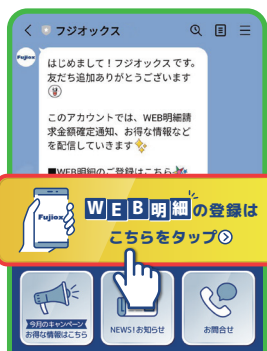 フジオックス
Fujiox
はじめまして！フジオックスです。
友だち追加ありがとうございます
このアカウントでは、WEB明細請
求金額確定通知、お得な情報など
を配信していきます✨
■WEB明細のご登録はこちら
Fujiox
WEB明細の登録は
こちらをタップ
今月のキャンペーン
お得な情報はこちら
NEWS!お知らせ
お問合せ